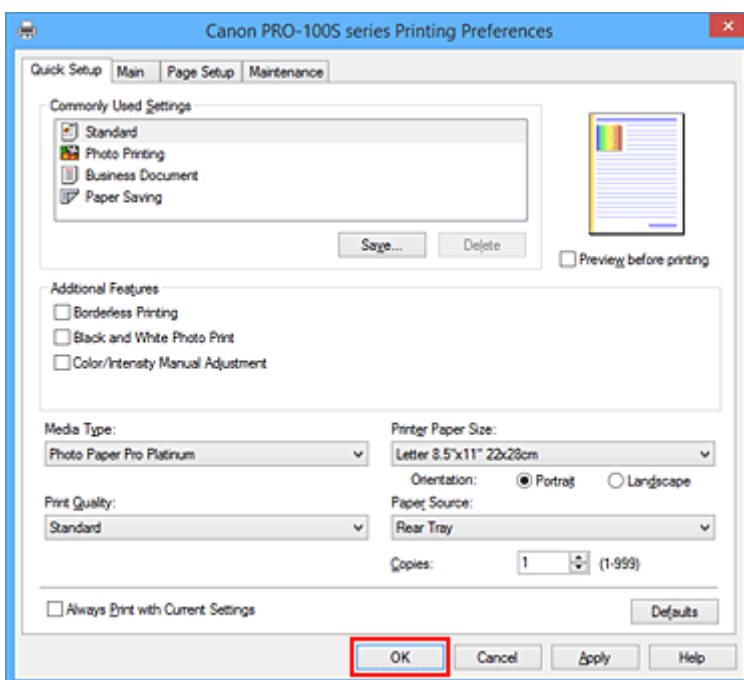 Canon PRO-100S series Printing Preferences
Quick Setup Main Page Setup Maintenance
Commonly Used Settings
Standard
Photo Printing
Business Document
Paper Saving
Save... Delete
Preview before printing
Additional Features
Borderless Printing
Black and White Photo Print
Color/Intensity Manual Adjustment
Media Type: Printer Paper Size:
Photo Paper Pro Platinum Letter 8.5"x11" 22x28cm
Orientation: Portrait Landscape
Print Quality: Paper Source:
Standard Rear Tray
Copies: 1 (1-999)
Always Print with Current Settings Defaults
OK Cancel Apply Help